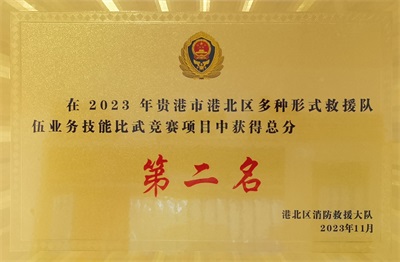 在 2023 年贵港市港北区多种形式救援队
伍业务技能比武竞赛项目中获得总分
第二名
港北区消防救援大队
2023年11月